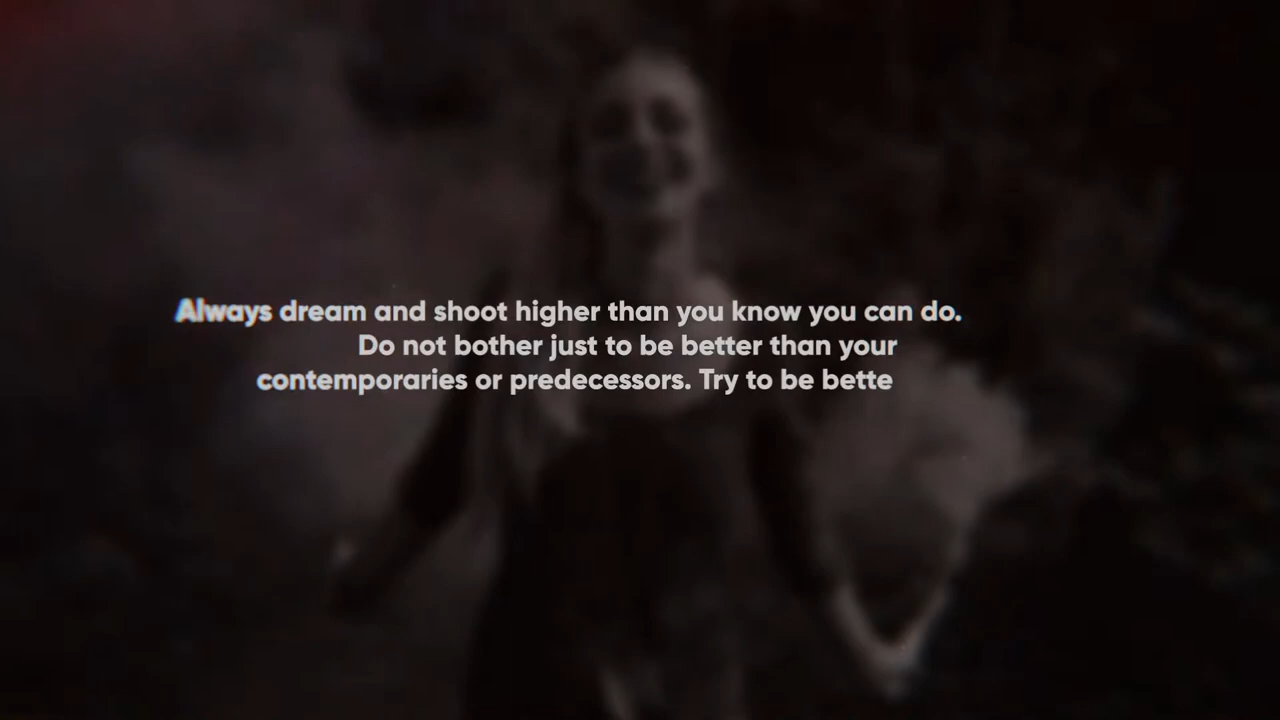 Always dream and shoot higher than you know you can do.
Do not bother just to be better than your
contemporaries or predecessors. Try to be bette